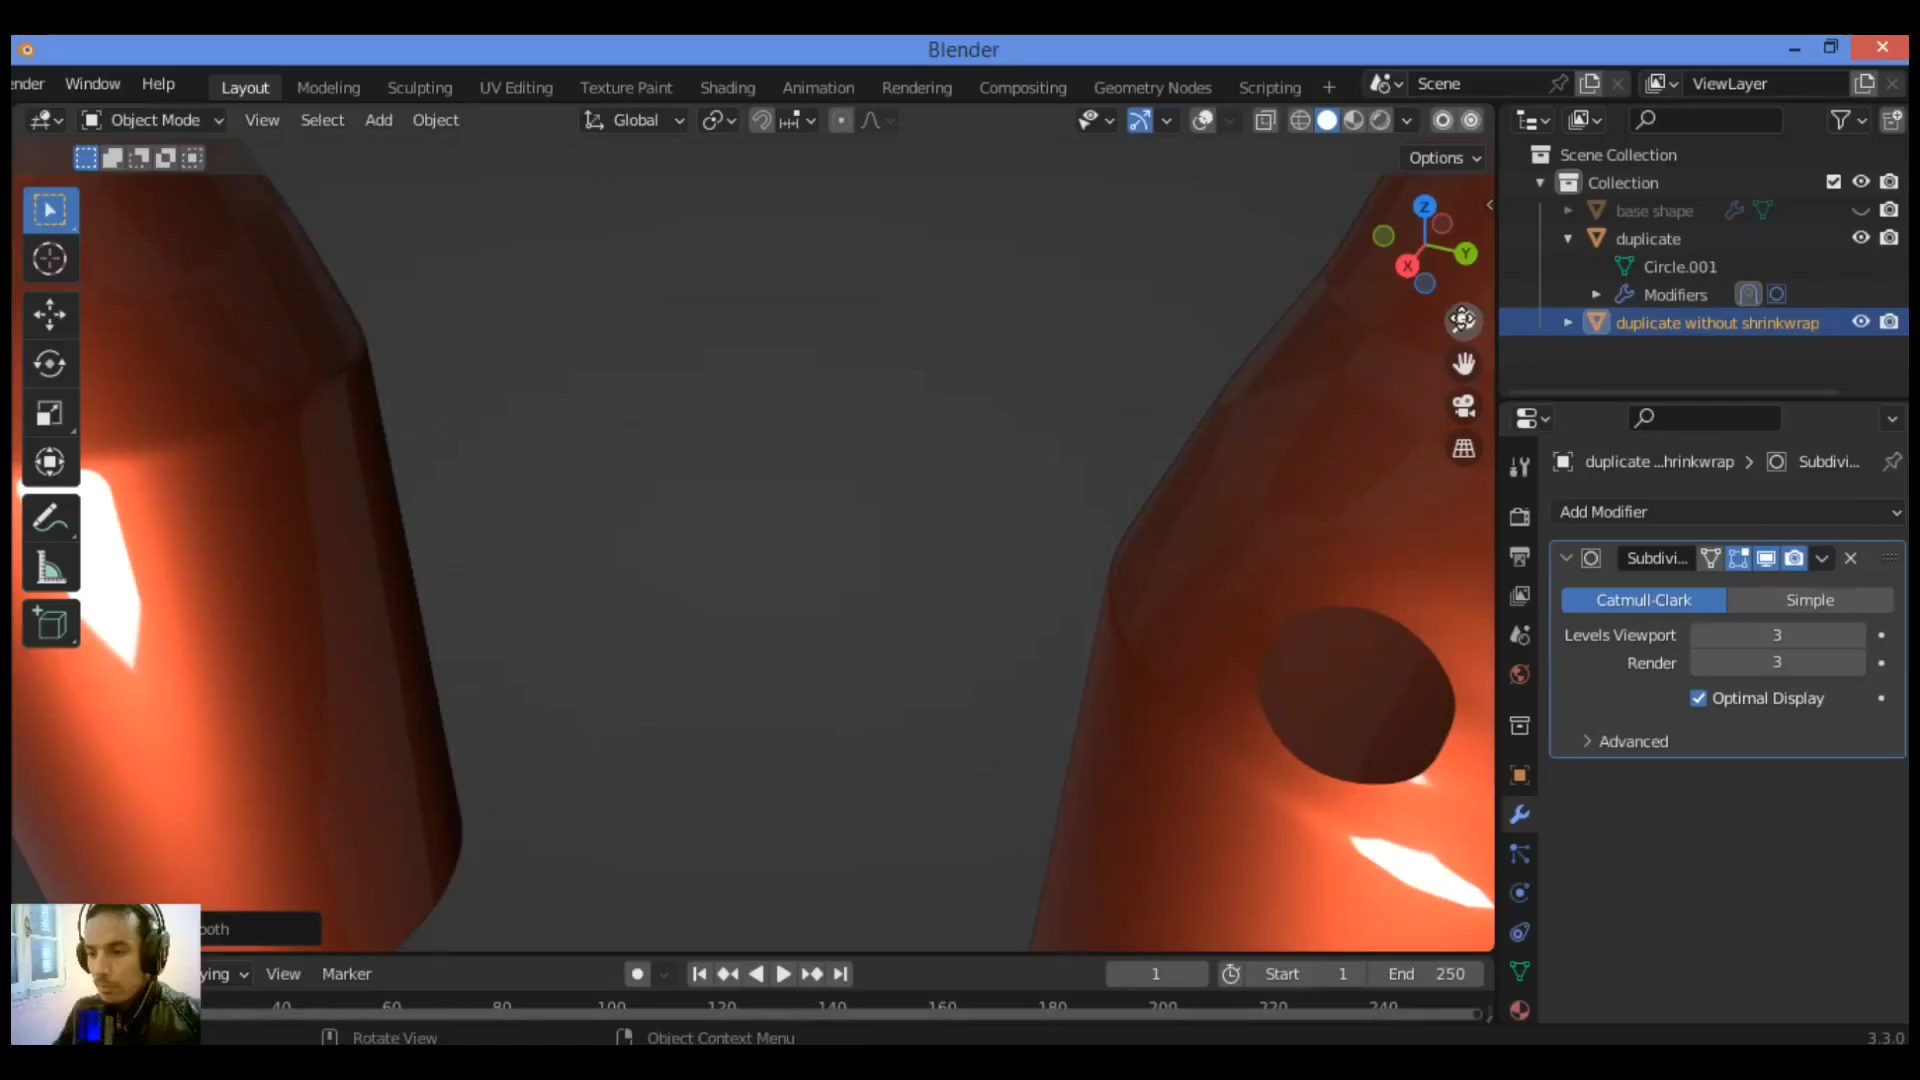 Blender
nder Window Help Layout Modeling Sculpting UV Editing Texture Paint Shading Animation Rendering Compositing Geometry Nodes Scripting + Scene ViewLayer
Object Mode View Select Add Object Global
Options
Scene Collection
Collection
base shape
duplicate
Circle.001
Modifiers
duplicate without shrinkwrap
Z
Y
X
duplicate ...hrinkwrap > Subdivi...
Add Modifier
Subdivi...
Catmull-Clark Simple
Levels Viewport 3
Render 3
Optimal Display
Advanced
ooth
ying View Marker 1 Start 1 End 250
40 60 80 100 120 140 160 180 200 220 240
Rotate View Object Context Menu 3.3.0